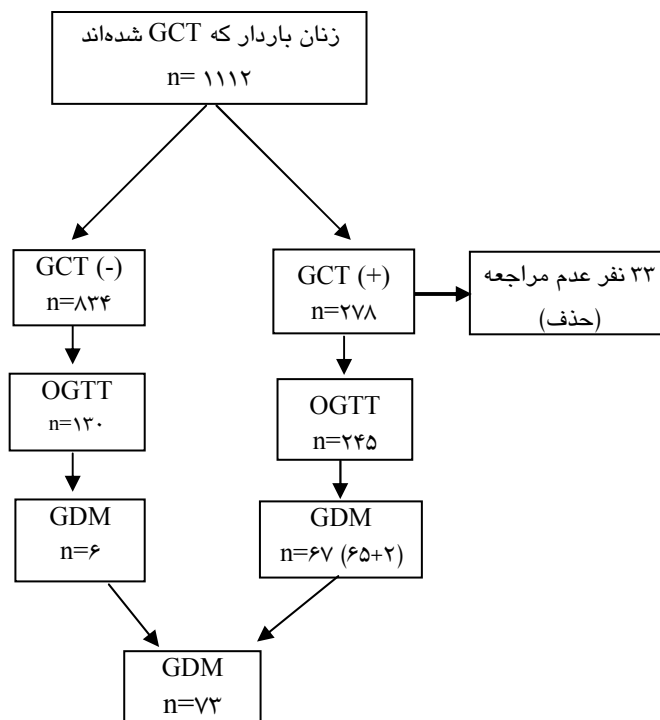 زنان باردار که GCT شده‌اند
n= ۱۱۱۲
GCT (-)
n=۸۳۴
GCT (+)
n=۲۷۸
۳۳ نفر عدم مراجعه
(حذف)
OGTT
n=۱۳۰
OGTT
n=۲۴۵
GDM
n=۶
GDM
n=۶۷ (۶۵+۲)
GDM
n=۷۳